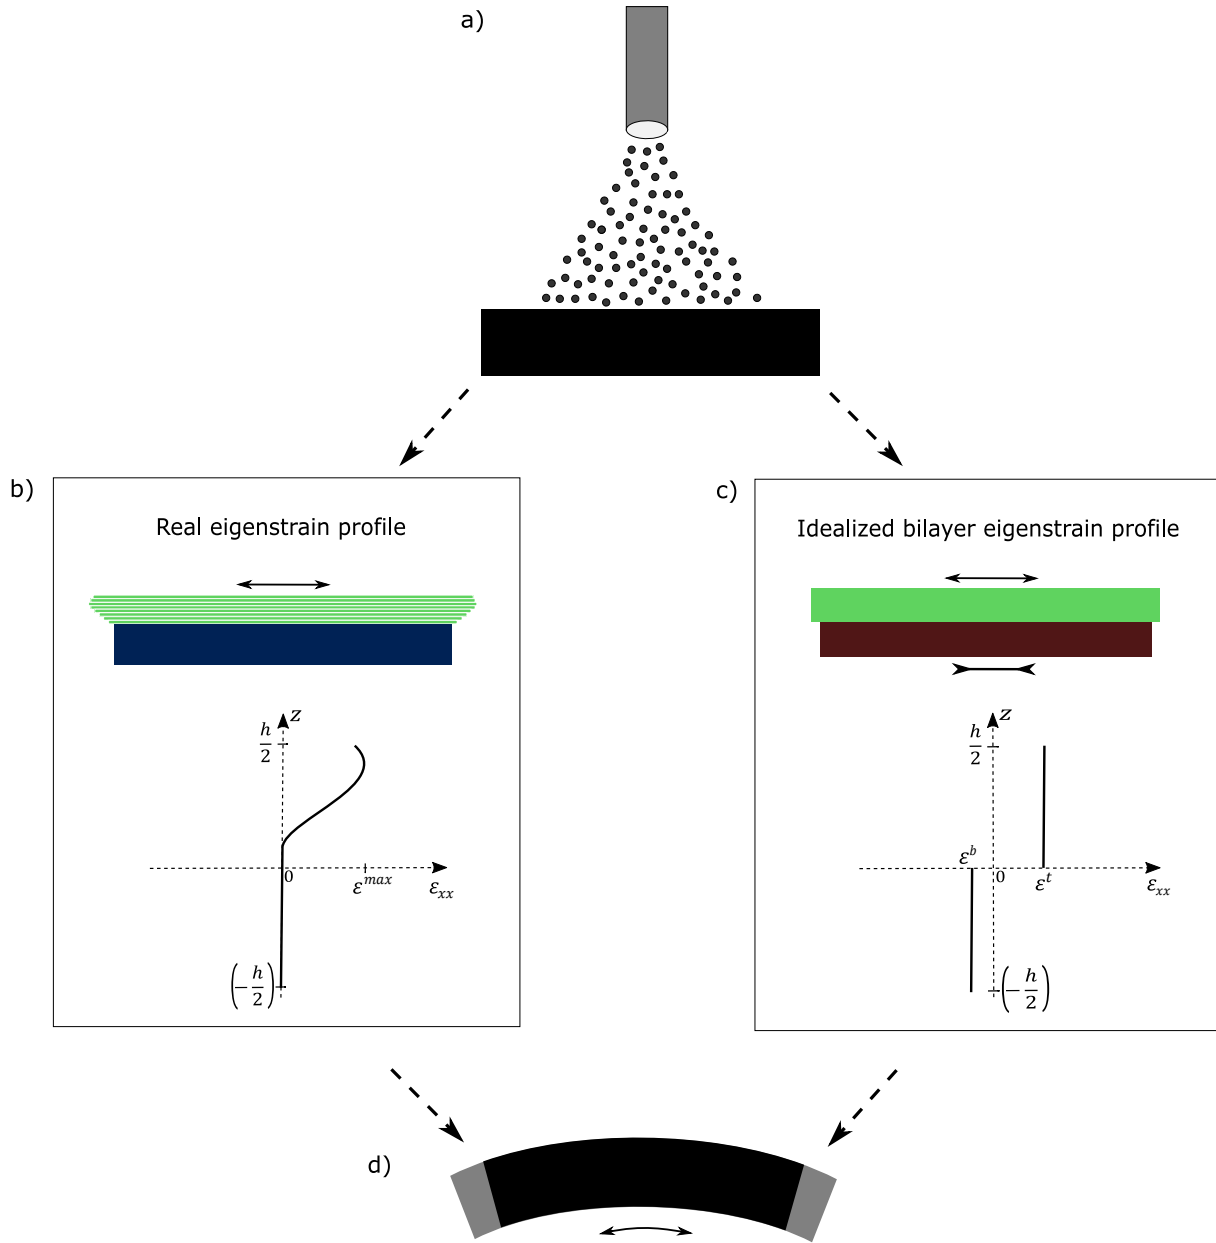 a)
b)
Real eigenstrain profile
z
h
2
0
ε^max
ε_xx
(−h/2)
c)
Idealized bilayer eigenstrain profile
z
h
2
ε^b
0
ε^t
ε_xx
(−h/2)
d)